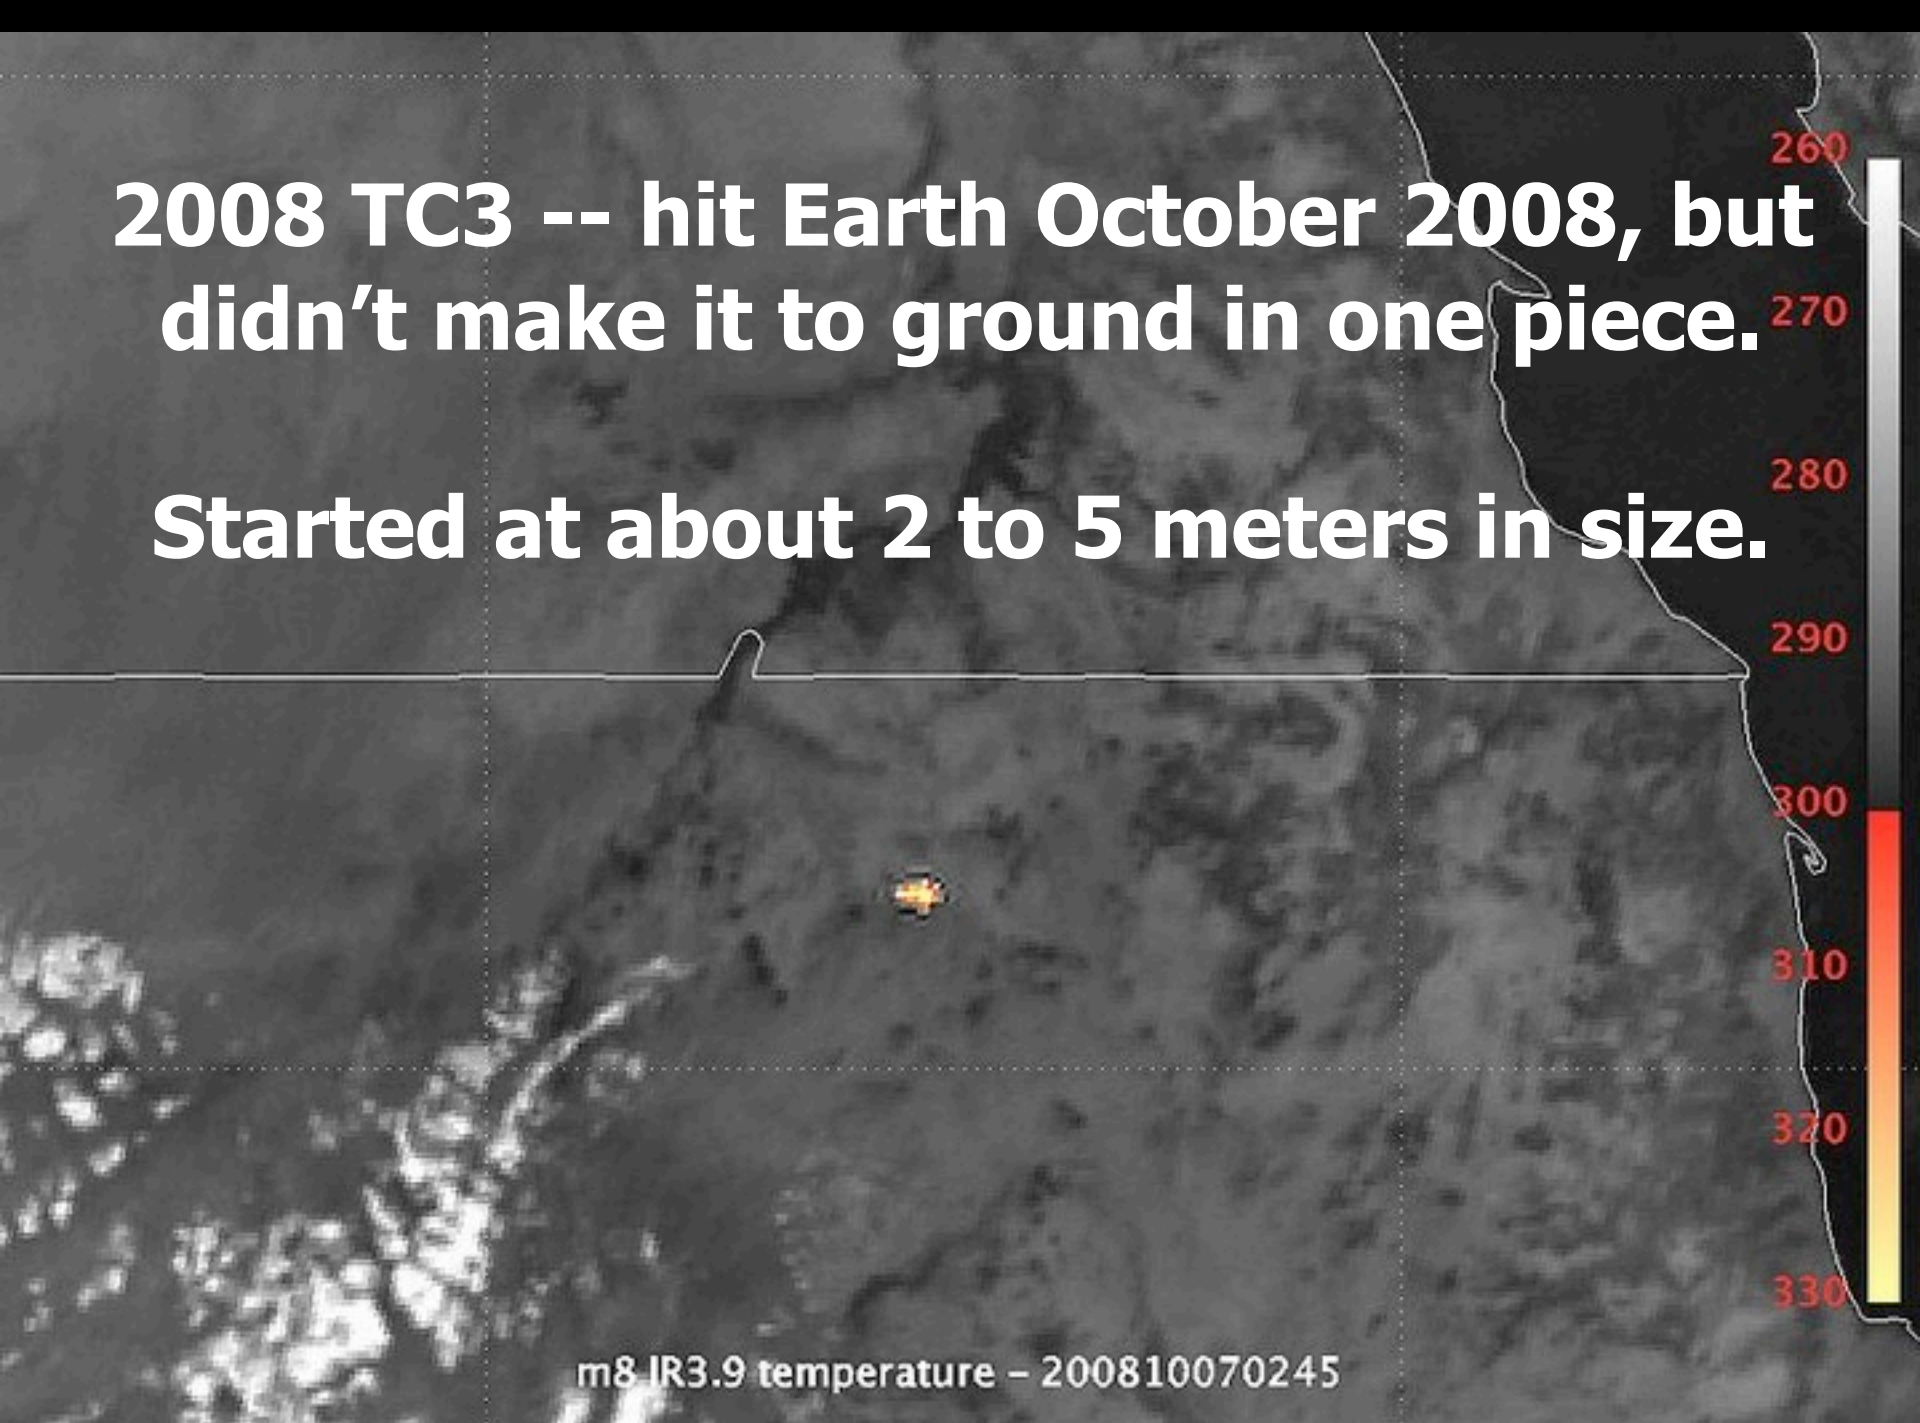 2008 TC3 -- hit Earth October 2008, but
didn’t make it to ground in one piece.
Started at about 2 to 5 meters in size.
260
270
280
290
300
310
320
330
m8 IR3.9 temperature – 200810070245